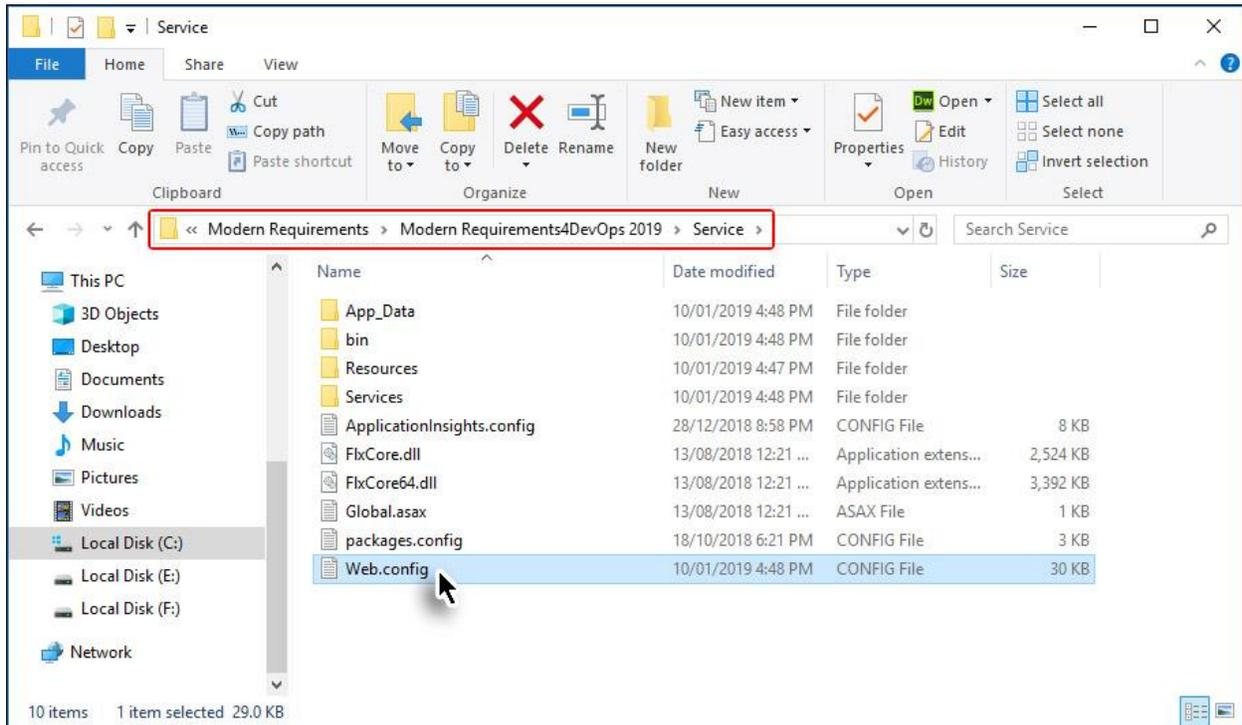 Service
File Home Share View
Pin to Quick access
Copy
Paste
Cut
Copy path
Paste shortcut
Clipboard
Move to
Copy to
Delete
Rename
Organize
New folder
New item
Easy access
New
Properties
Dw Open
Edit
History
Open
Select all
Select none
Invert selection
Select
« Modern Requirements > Modern Requirements4DevOps 2019 > Service >
Search Service
This PC
3D Objects
Desktop
Documents
Downloads
Music
Pictures
Videos
Local Disk (C:)
Local Disk (E:)
Local Disk (F:)
Network
Name Date modified Type Size
App_Data 10/01/2019 4:48 PM File folder
bin 10/01/2019 4:48 PM File folder
Resources 10/01/2019 4:47 PM File folder
Services 10/01/2019 4:48 PM File folder
ApplicationInsights.config 28/12/2018 8:58 PM CONFIG File 8 KB
FlxCore.dll 13/08/2018 12:21 ... Application extens... 2,524 KB
FlxCore64.dll 13/08/2018 12:21 ... Application extens... 3,392 KB
Global.asax 13/08/2018 12:21 ... ASAX File 1 KB
packages.config 18/10/2018 6:21 PM CONFIG File 3 KB
Web.config 10/01/2019 4:48 PM CONFIG File 30 KB
10 items 1 item selected 29.0 KB